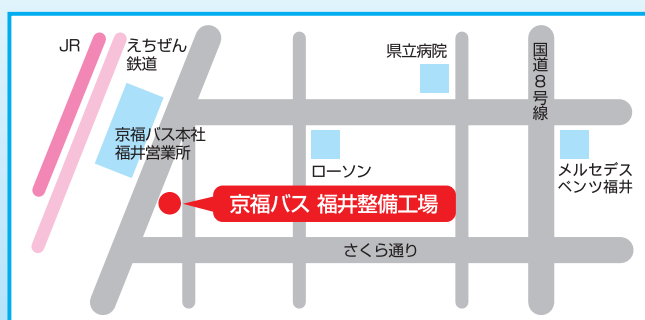 JR
えちぜん
鉄道
県立病院
国道8号線
京福バス本社
福井営業所
ローソン
メルセデス
ベンツ福井
京福バス 福井整備工場
さくら通り